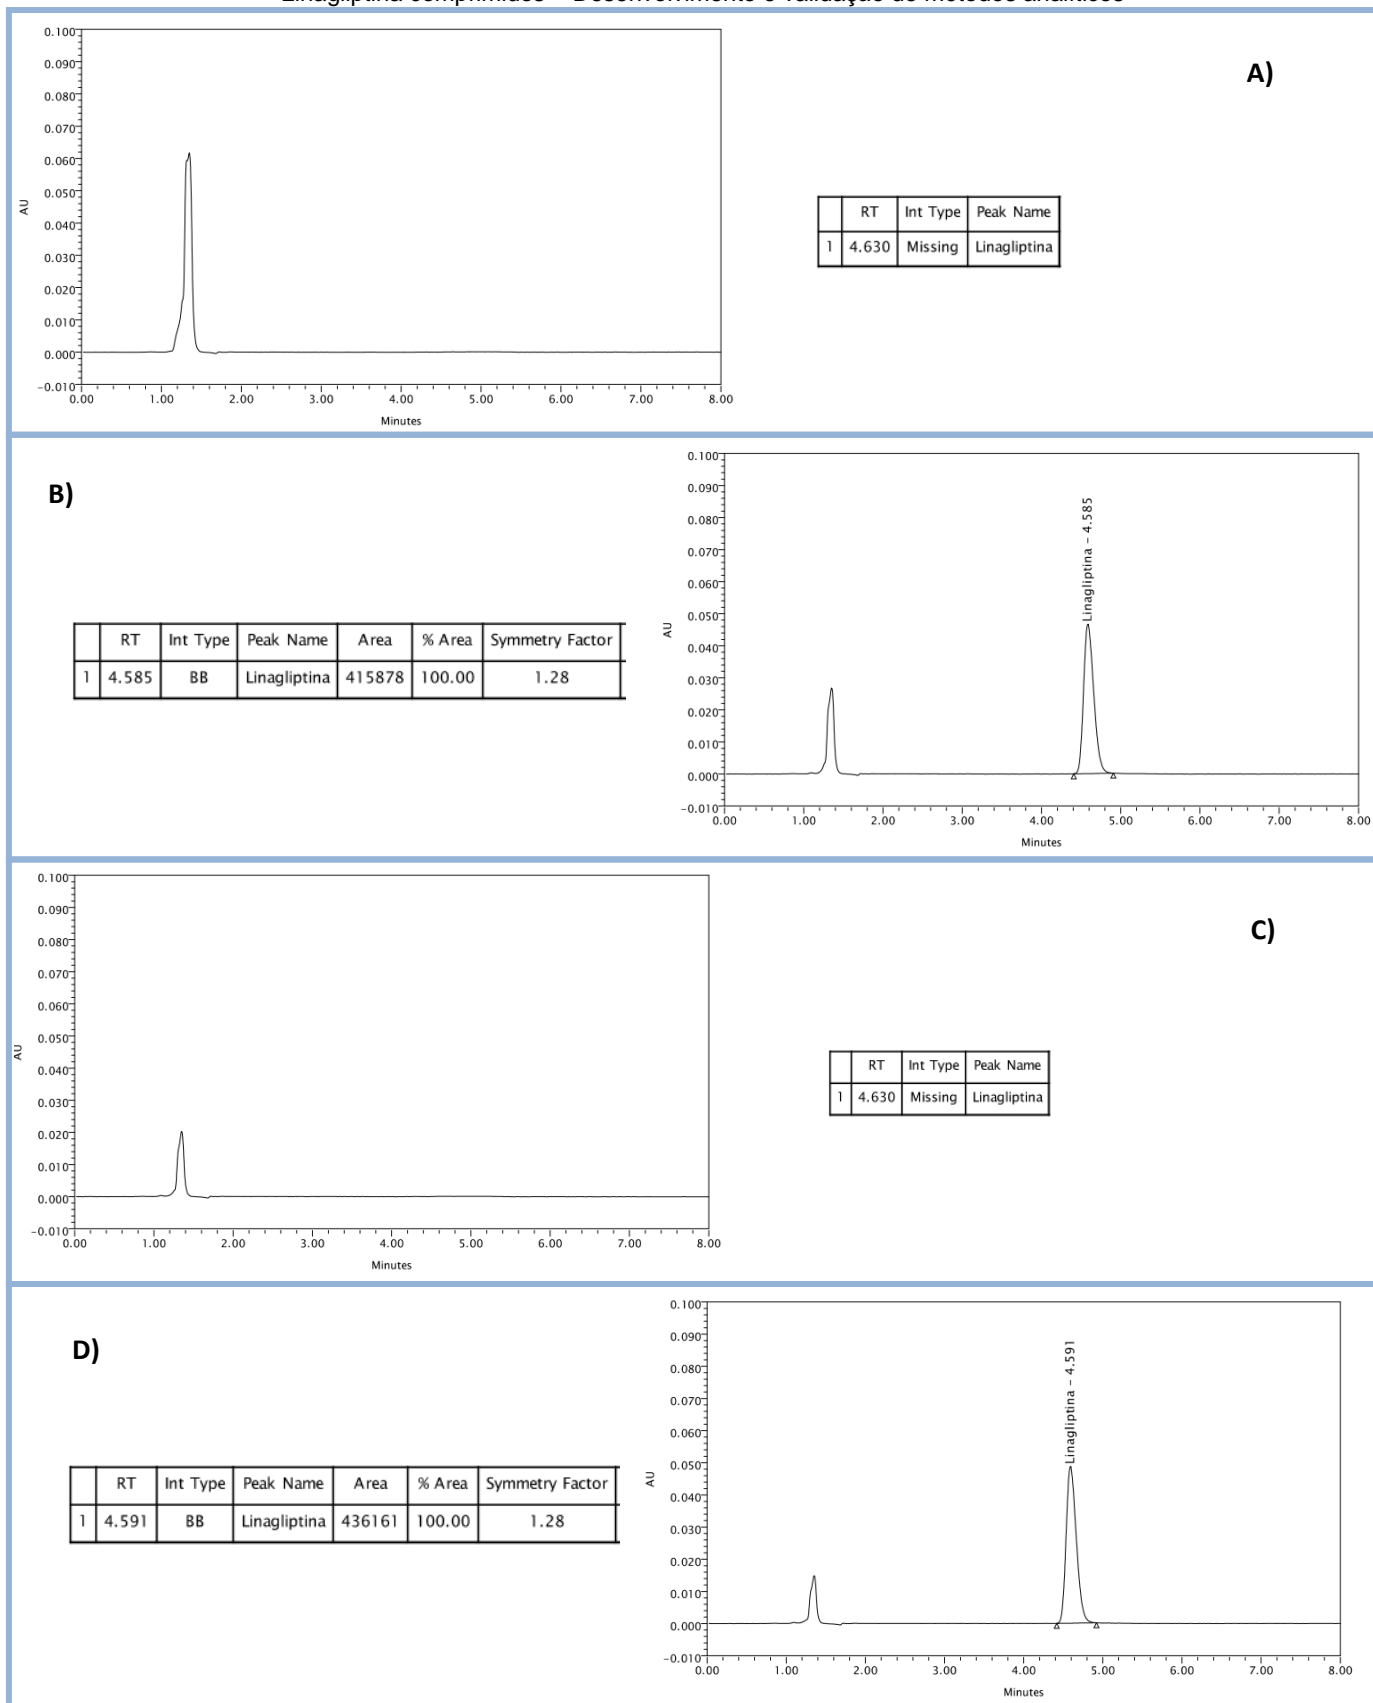 Linagliptina comprimidos – Desenvolvimento e validação de métodos analíticos
A)
0.100
0.090
0.080
0.070
0.060
0.050
0.040
0.030
0.020
0.010
0.000
-0.010
AU
0.00 1.00 2.00 3.00 4.00 5.00 6.00 7.00 8.00
Minutes
RT Int Type Peak Name
1 4.630 Missing Linagliptina
B)
RT Int Type Peak Name Area % Area Symmetry Factor
1 4.585 BB Linagliptina 415878 100.00 1.28
0.100
0.090
0.080
0.070
0.060
0.050
0.040
0.030
0.020
0.010
0.000
-0.010
AU
Linagliptina - 4.585
0.00 1.00 2.00 3.00 4.00 5.00 6.00 7.00 8.00
Minutes
C)
0.100
0.090
0.080
0.070
0.060
0.050
0.040
0.030
0.020
0.010
0.000
-0.010
AU
0.00 1.00 2.00 3.00 4.00 5.00 6.00 7.00 8.00
Minutes
RT Int Type Peak Name
1 4.630 Missing Linagliptina
D)
RT Int Type Peak Name Area % Area Symmetry Factor
1 4.591 BB Linagliptina 436161 100.00 1.28
0.100
0.090
0.080
0.070
0.060
0.050
0.040
0.030
0.020
0.010
0.000
-0.010
AU
Linagliptina - 4.591
0.00 1.00 2.00 3.00 4.00 5.00 6.00 7.00 8.00
Minutes